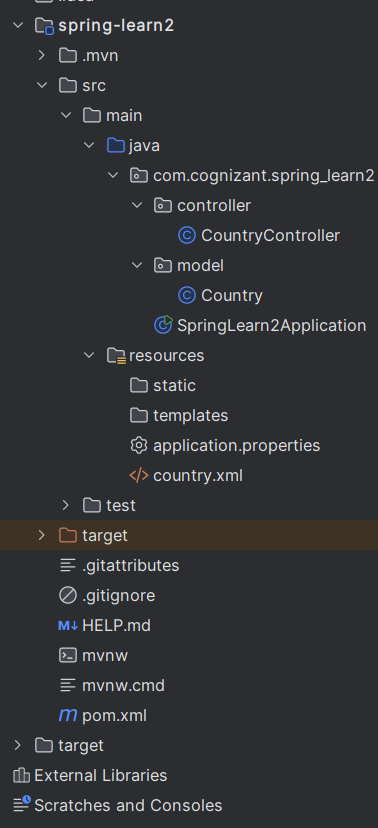 spring-learn2
.mvn
src
main
java
com.cognizant.spring_learn2
controller
CountryController
model
Country
SpringLearn2Application
resources
static
templates
application.properties
country.xml
test
target
.gitattributes
.gitignore
M↓ HELP.md
mvnw
mvnw.cmd
m pom.xml
target
External Libraries
Scratches and Consoles